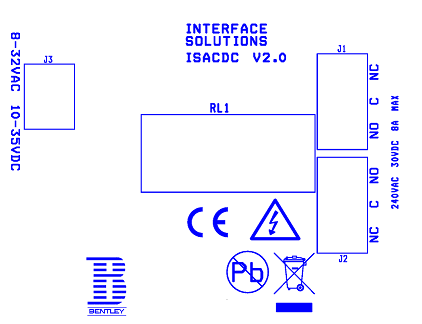 INTERFACE
SOLUTIONS
ISACDC V2.0
J3
8-32VAC 10-35VDC
RL1
J1
NC
C
NO
240VAC 30VDC 8A MAX
NO
C
NC
J2
CE
Pb
B
BENTLEY